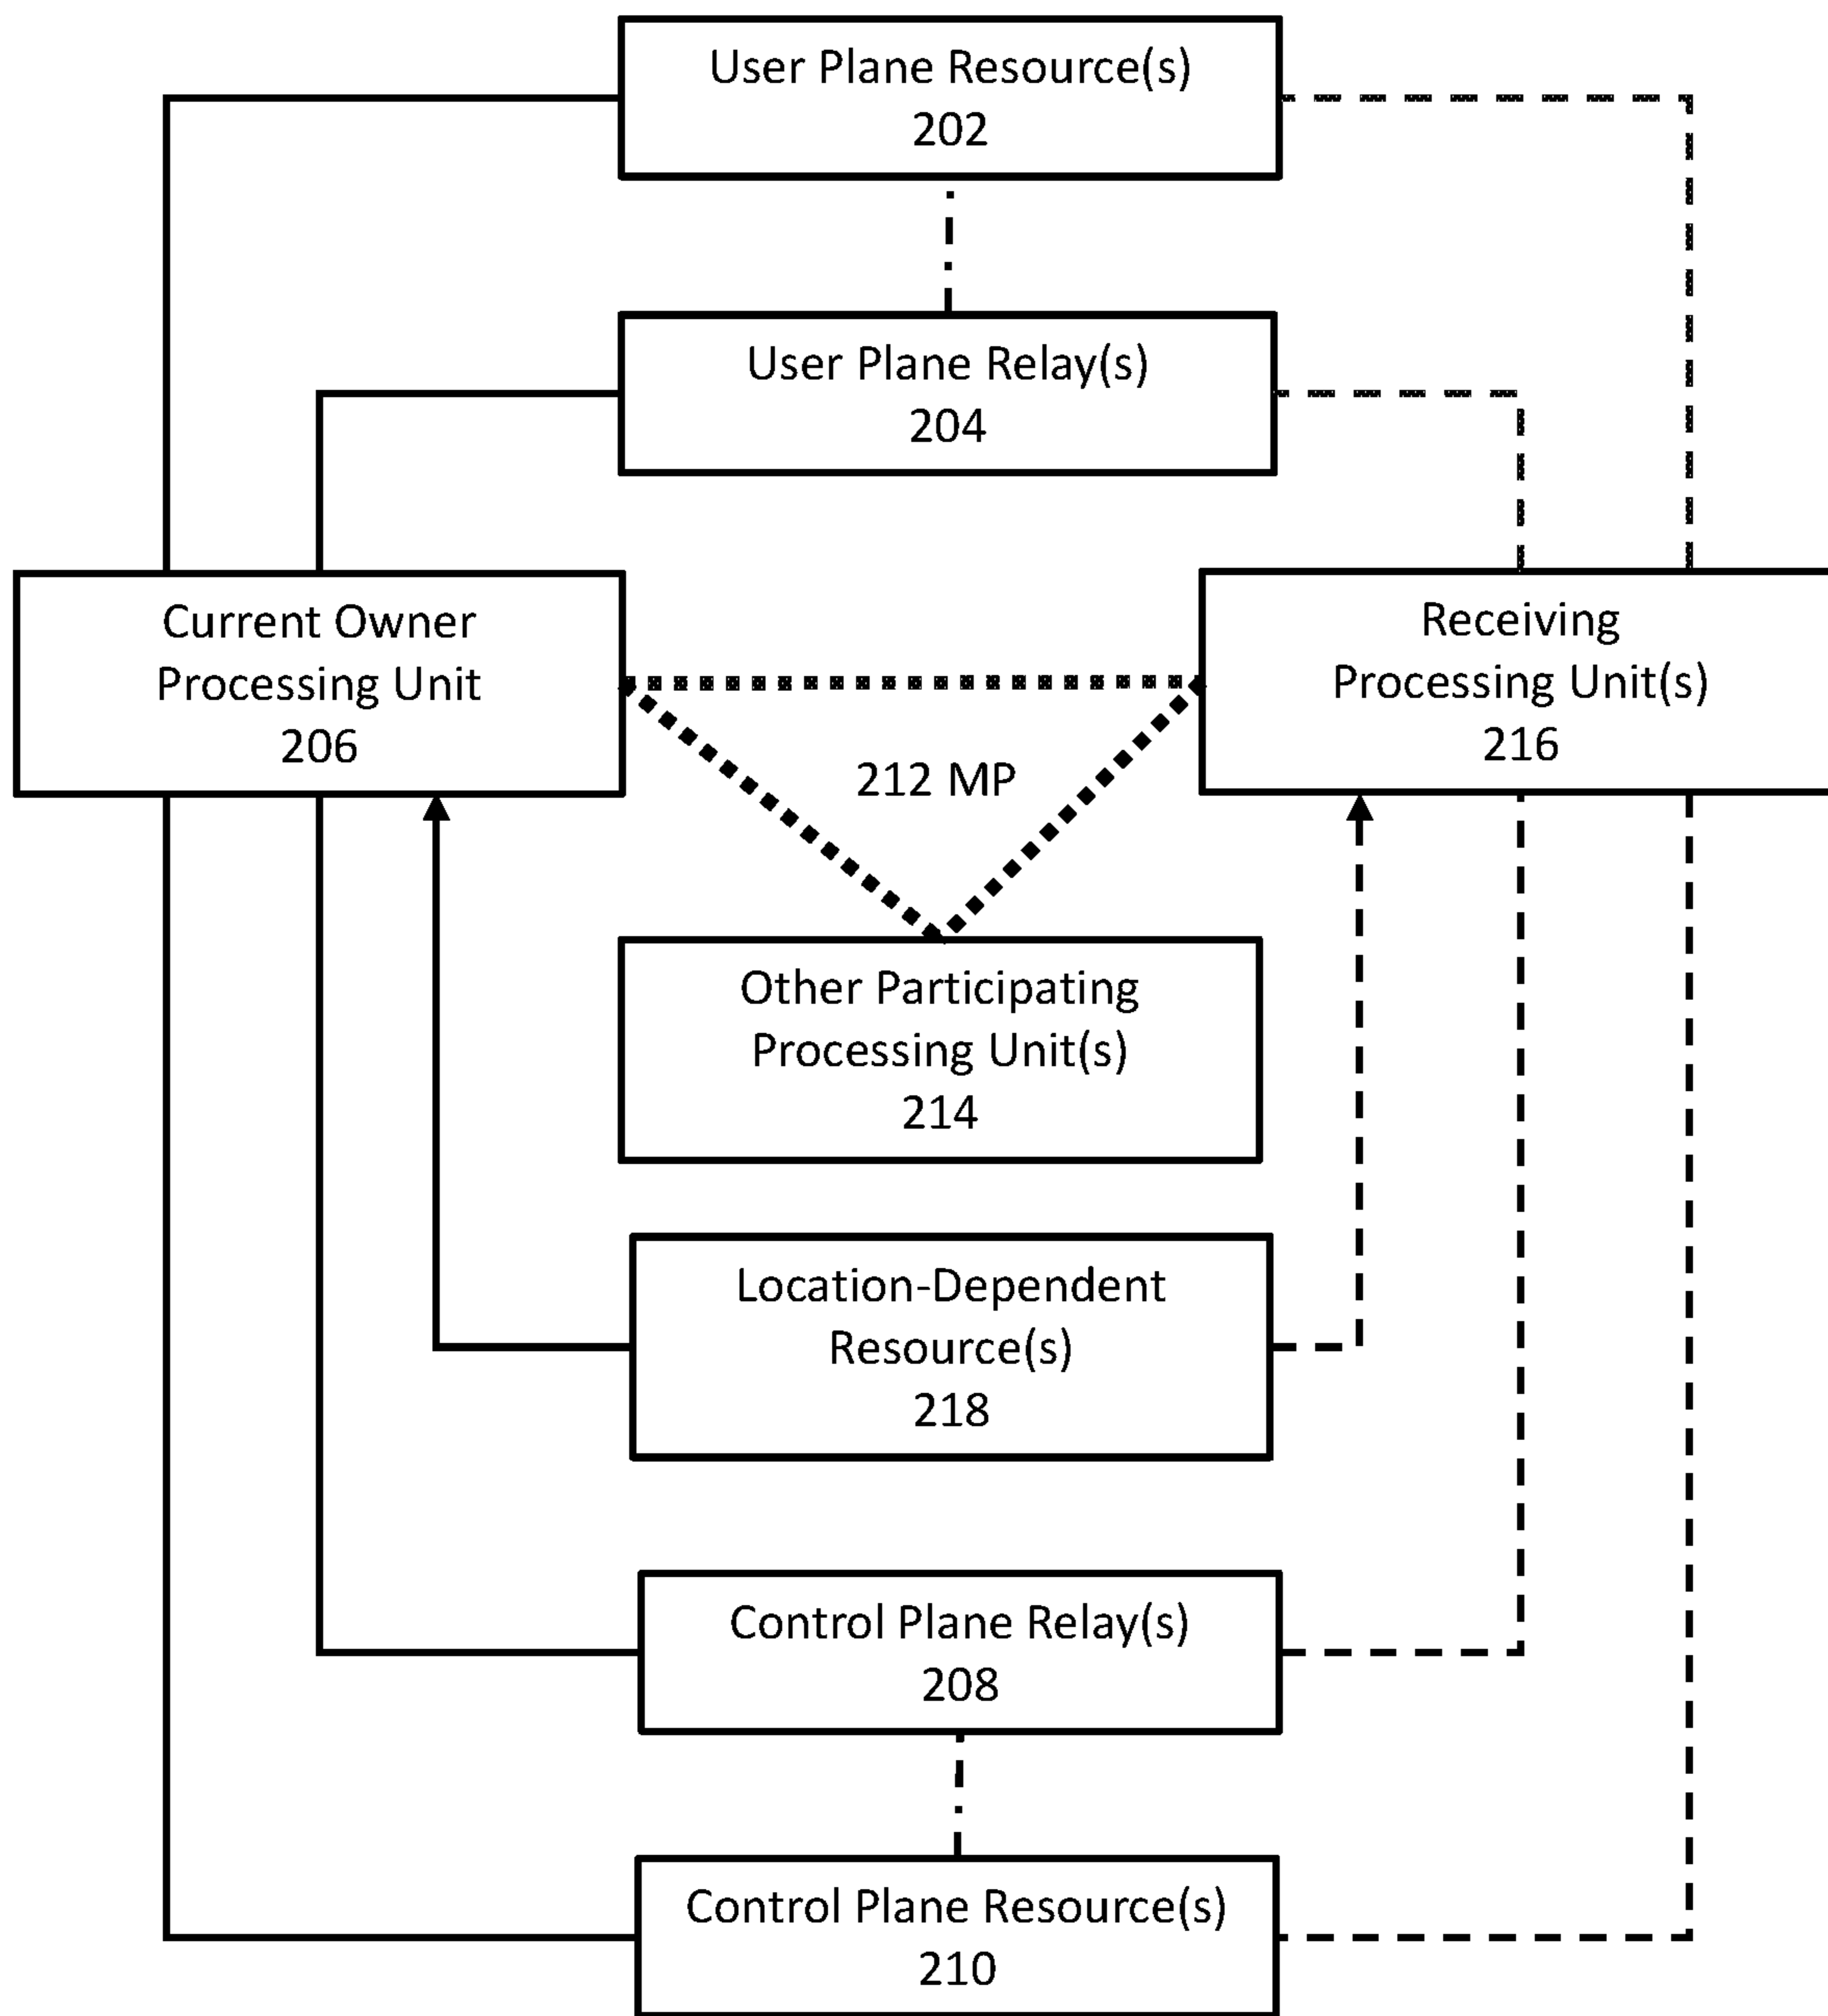 User Plane Resource(s)
202
User Plane Relay(s)
204
Current Owner
Processing Unit
206
Receiving
Processing Unit(s)
216
212 MP
Other Participating
Processing Unit(s)
214
Location-Dependent
Resource(s)
218
Control Plane Relay(s)
208
Control Plane Resource(s)
210